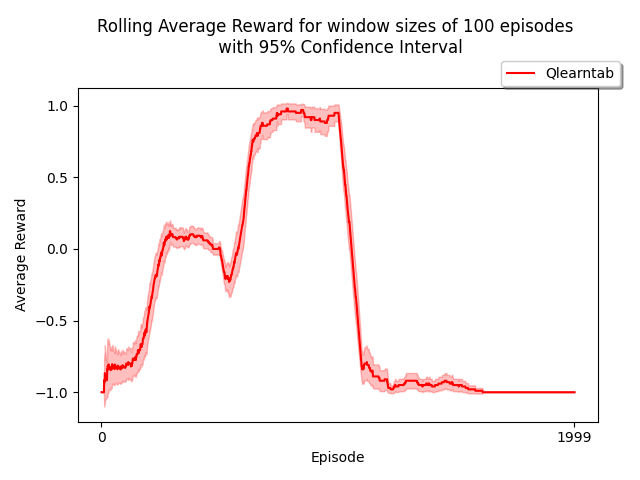 Rolling Average Reward for window sizes of 100 episodes
with 95% Confidence Interval
Qlearntab
1.0
0.5
0.0
−0.5
−1.0
Average Reward
0
1999
Episode